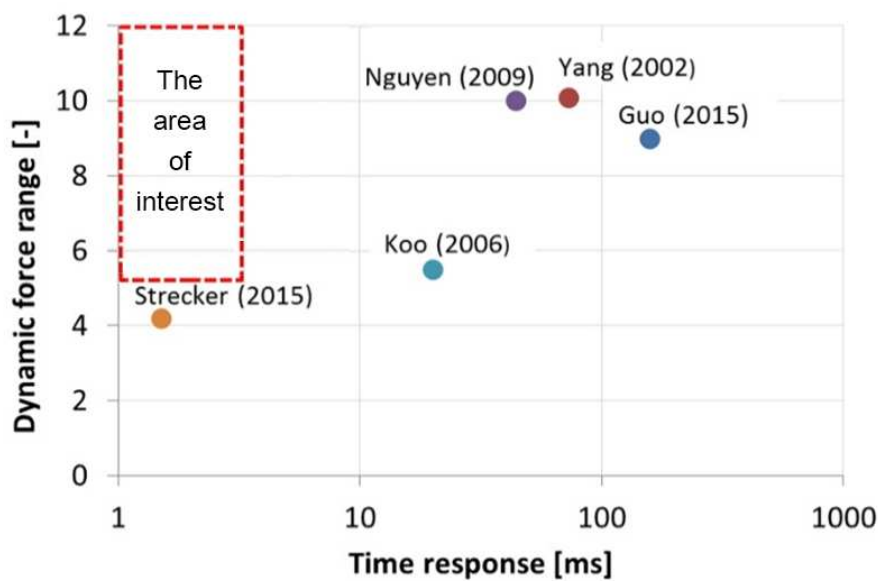 12
10
8
6
4
2
0
Dynamic force range [-]
The
area
of
interest
Nguyen (2009)
Yang (2002)
Guo (2015)
Koo (2006)
Strecker (2015)
1
10
100
1000
Time response [ms]